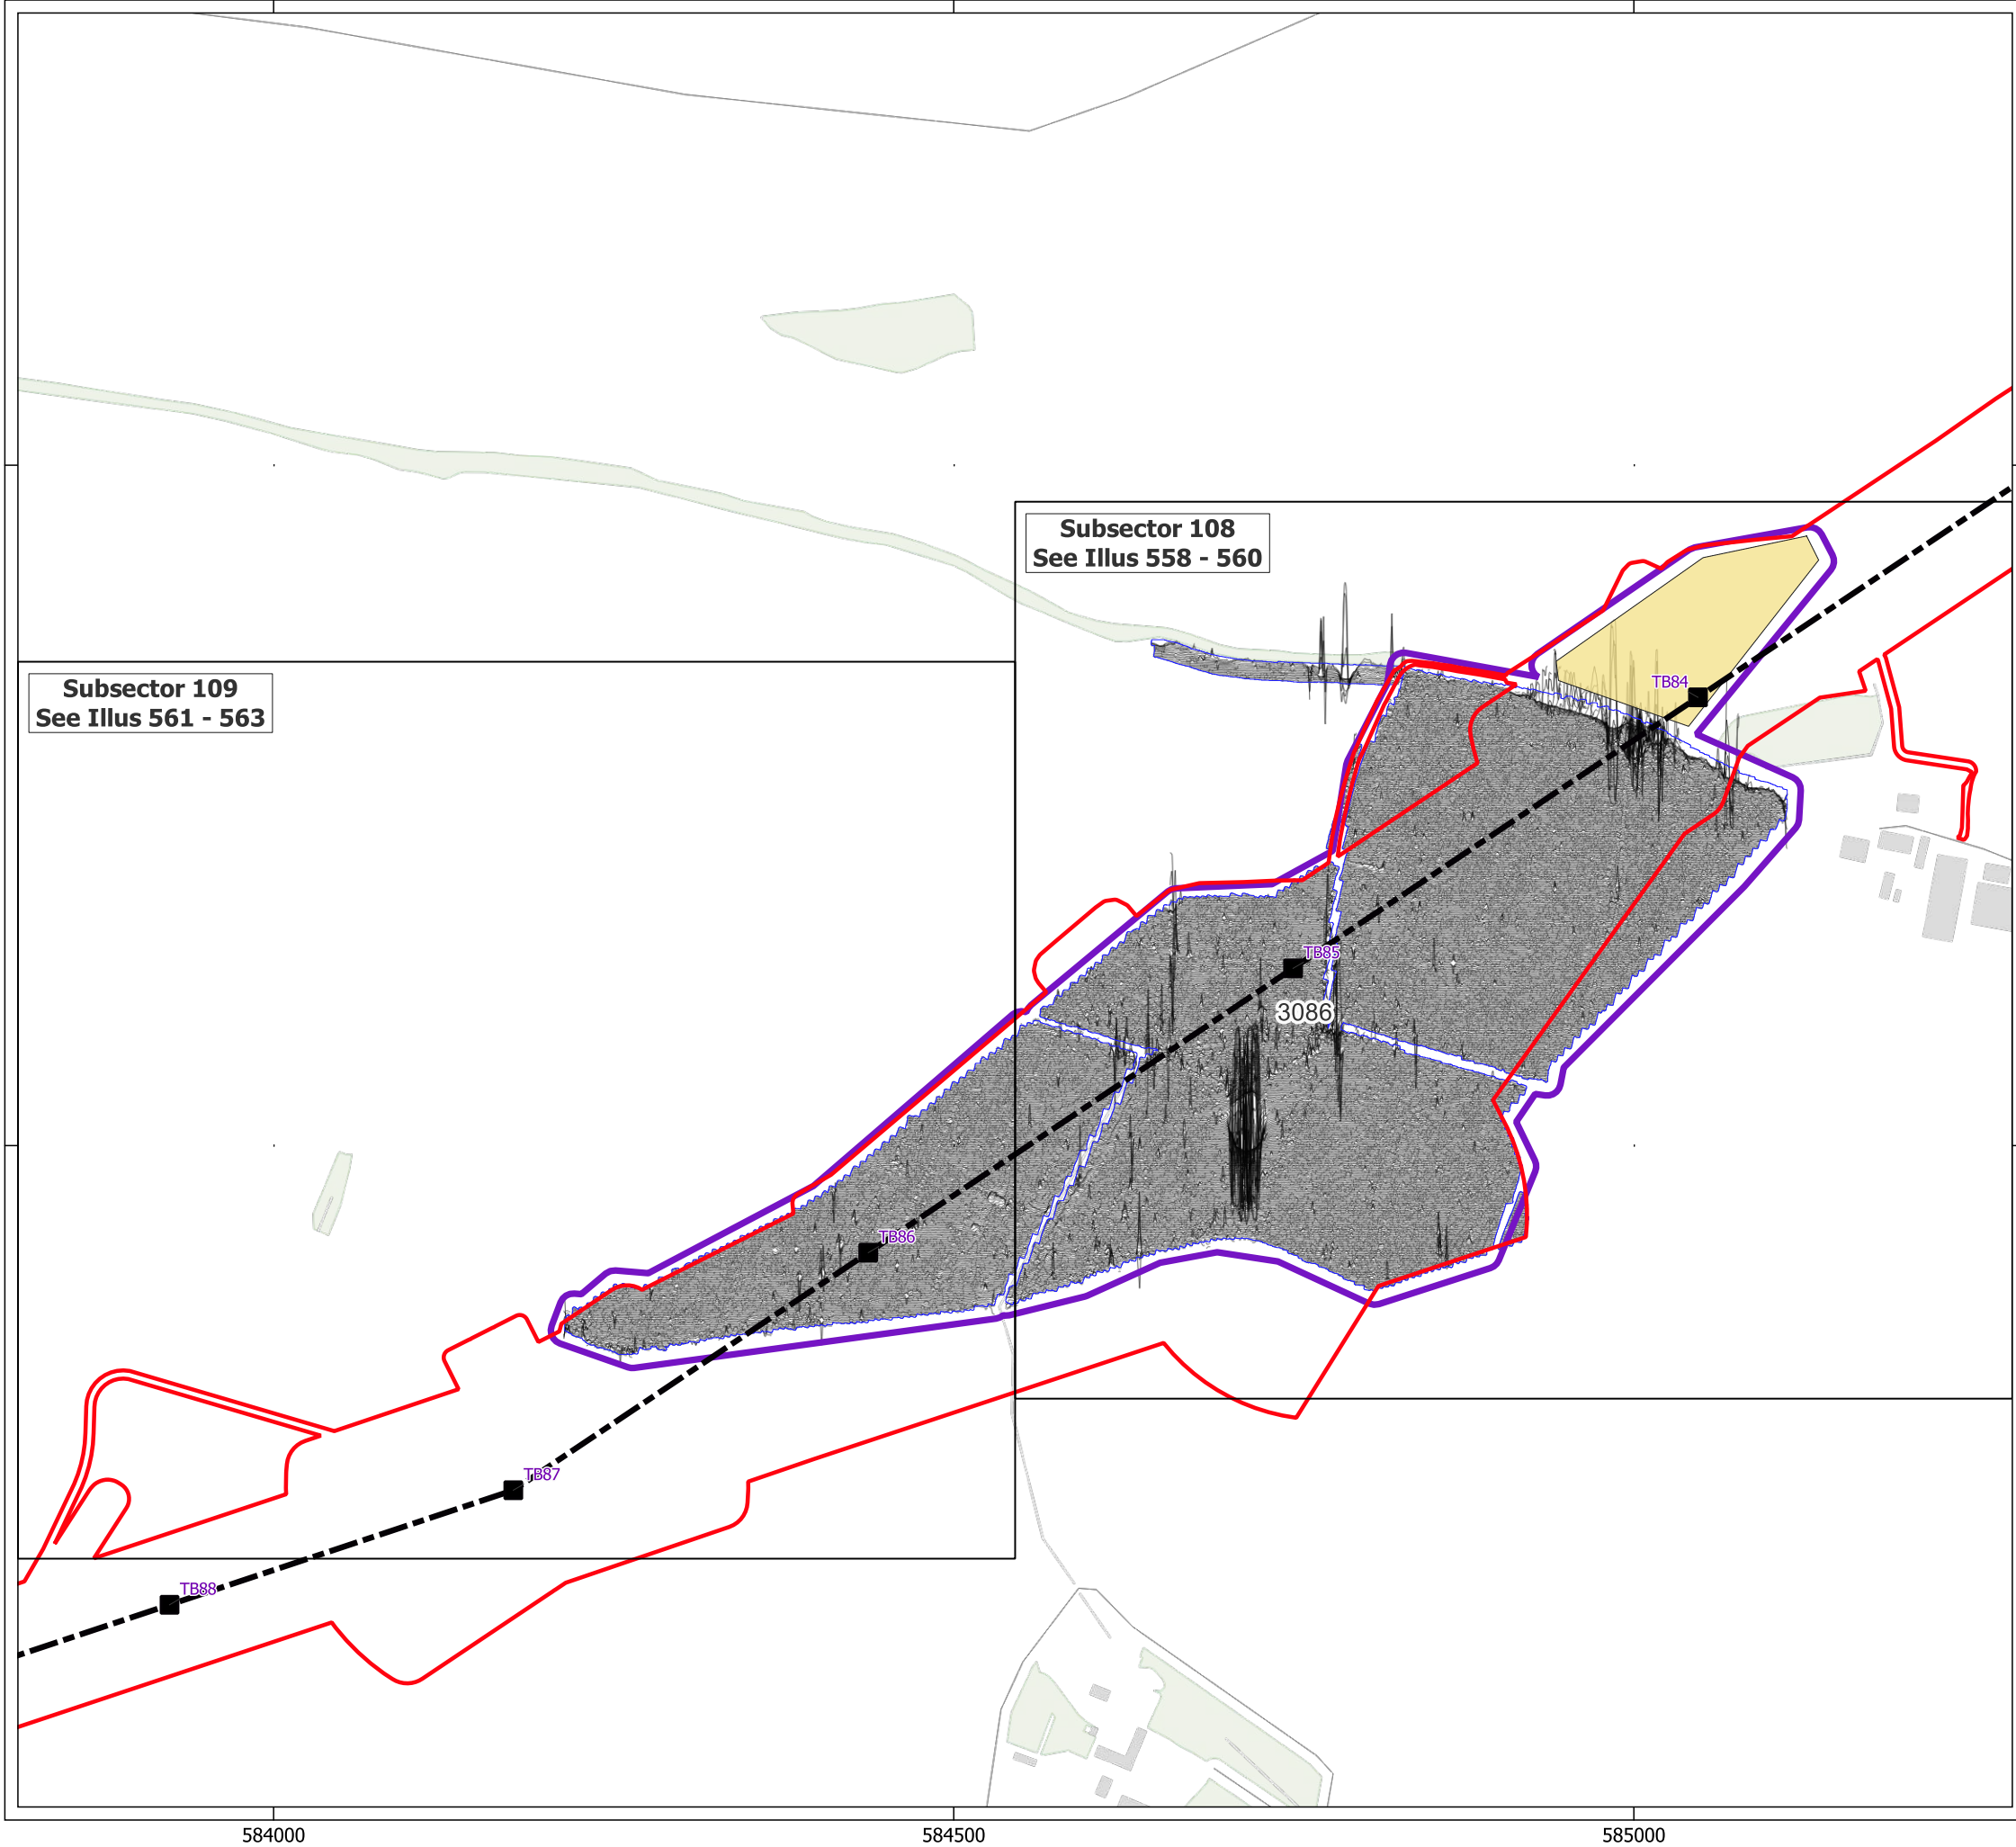 Subsector 108
See Illus 558 - 560
Subsector 109
See Illus 561 - 563
TB84
TB85
3086
TB86
TB87
TB88
584000
584500
585000